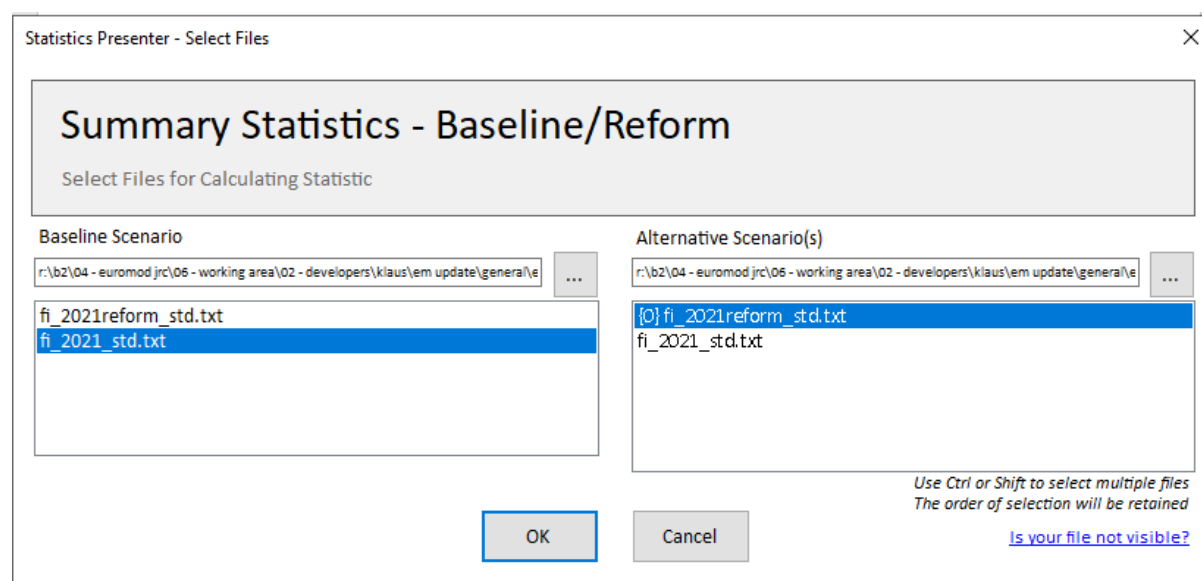 Statistics Presenter - Select Files
Summary Statistics - Baseline/Reform
Select Files for Calculating Statistic
Baseline Scenario
r:\b2\04 - euromod jrc\06 - working area\02 - developers\klaus\em update\general\e
...
fi_2021reform_std.txt
fi_2021_std.txt
Alternative Scenario(s)
r:\b2\04 - euromod jrc\06 - working area\02 - developers\klaus\em update\general\e
...
{0} fi_2021reform_std.txt
fi_2021_std.txt
Use Ctrl or Shift to select multiple files
The order of selection will be retained
OK
Cancel
Is your file not visible?